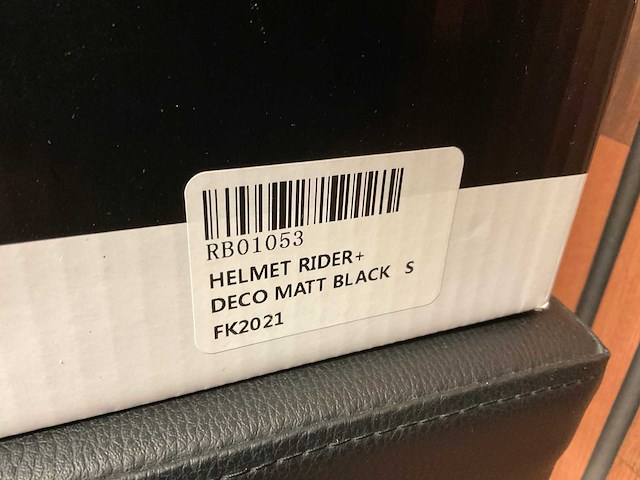 RB01053
HELMET RIDER+
DECO MATT BLACK S
FK2021